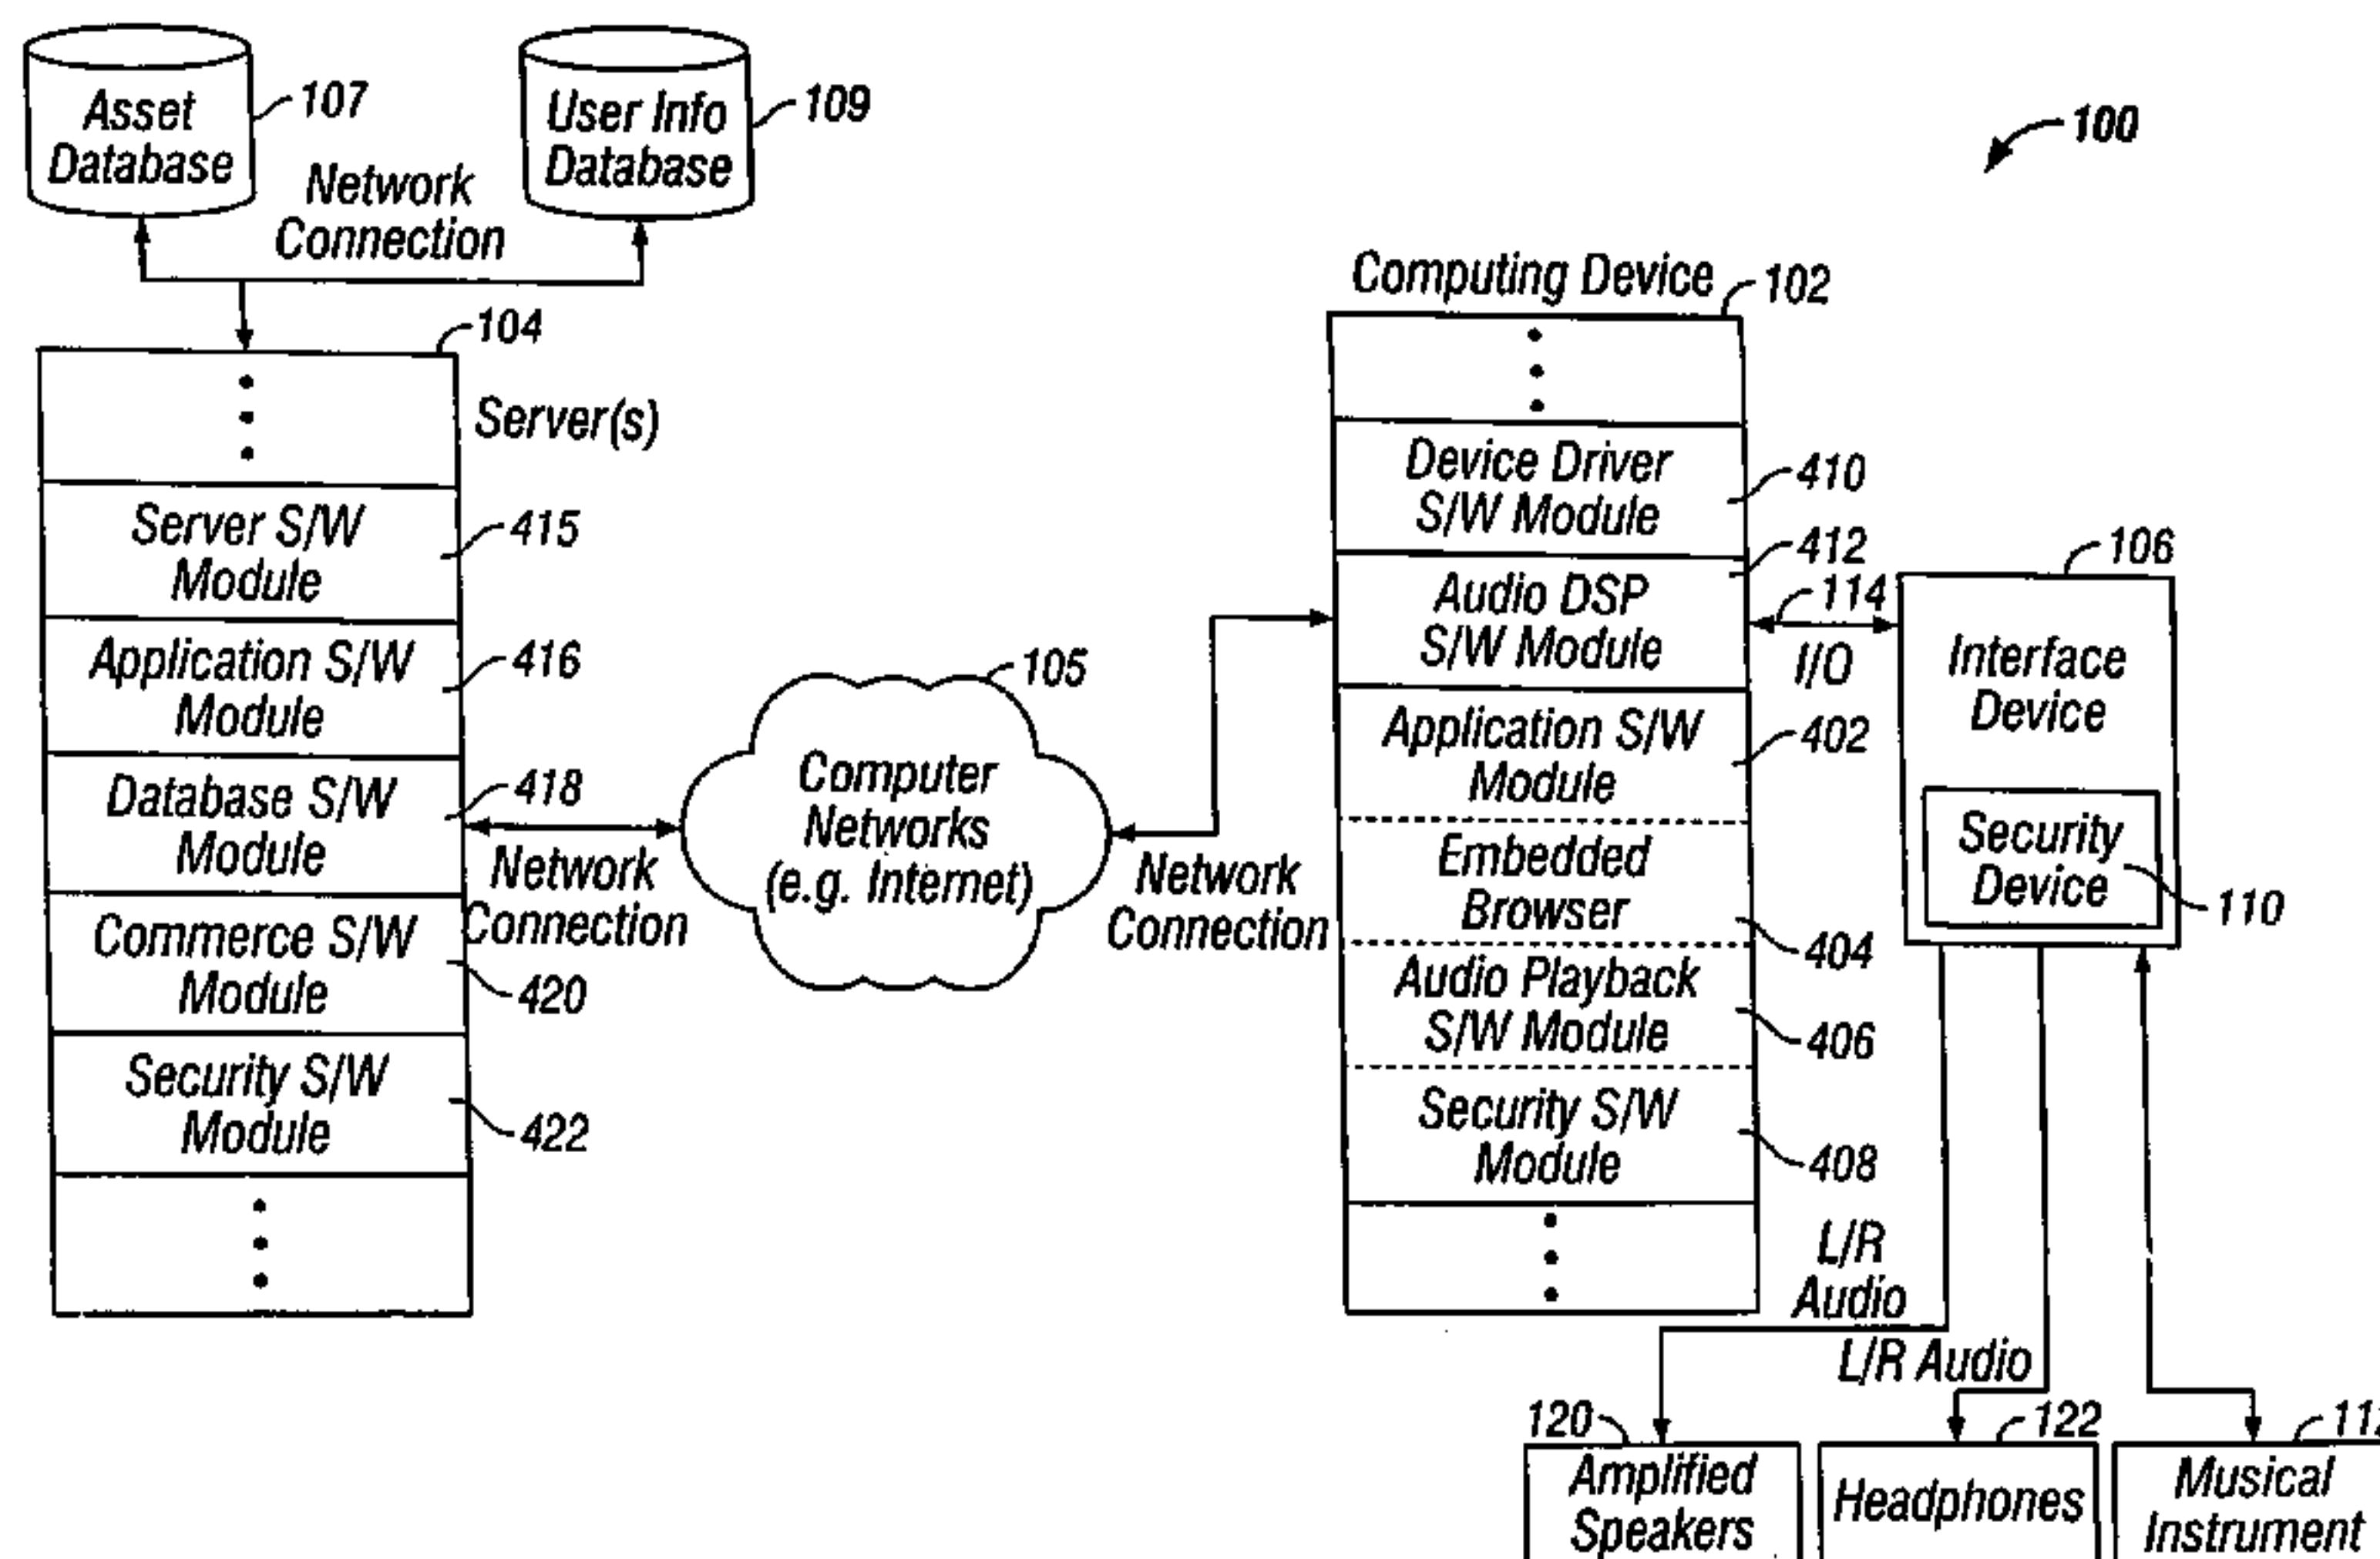 Asset
Database
107
User Info
Database
109
Network
Connection
100
104
Server(s)
Server S/W
Module
415
Application S/W
Module
416
Database S/W
Module
418
Commerce S/W
Module
420
Security S/W
Module
422
Network
Connection
105
Computer
Networks
(e.g. Internet)
Network
Connection
Computing Device
102
Device Driver
S/W Module
410
Audio DSP
S/W Module
412
Application S/W
Module
402
Embedded
Browser
404
Audio Playback
S/W Module
406
Security S/W
Module
408
114
I/O
106
Interface
Device
Security
Device
110
L/R
Audio
L/R Audio
120
Amplified
Speakers
122
Headphones
Musical
Instrument